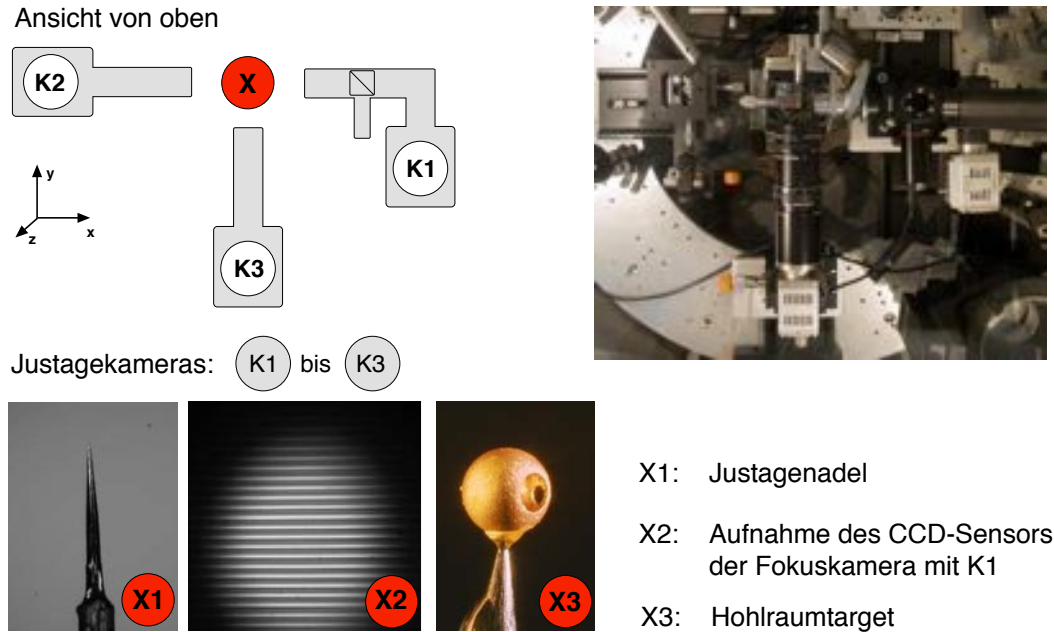 Ansicht von oben
K2
X
K1
K3
y
x
z
Justagekameras: K1 bis K3
X1
X2
X3
X1: Justagenadel
X2: Aufnahme des CCD-Sensors
der Fokuskamera mit K1
X3: Hohlraumtarget